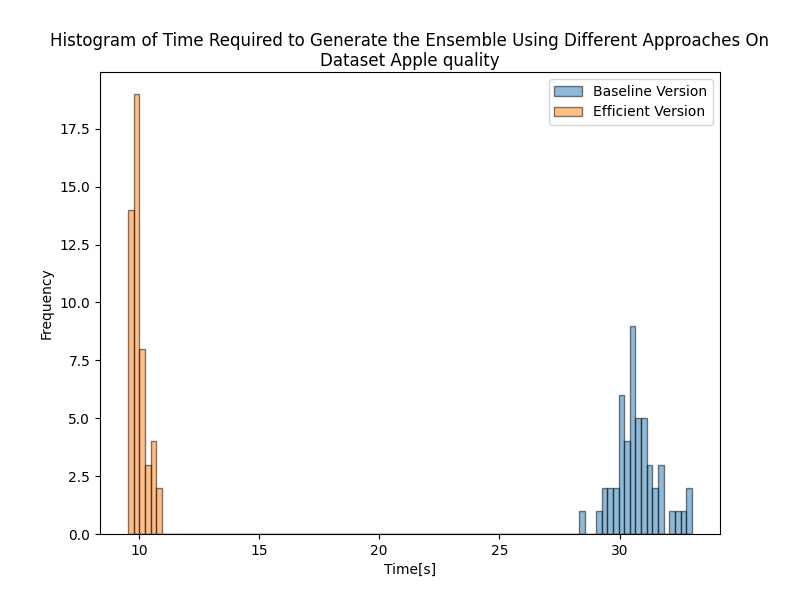 Histogram of Time Required to Generate the Ensemble Using Different Approaches On
Dataset Apple quality
Baseline Version
Efficient Version
17.5
15.0
12.5
10.0
7.5
5.0
2.5
0.0
Frequency
10 15 20 25 30
Time[s]